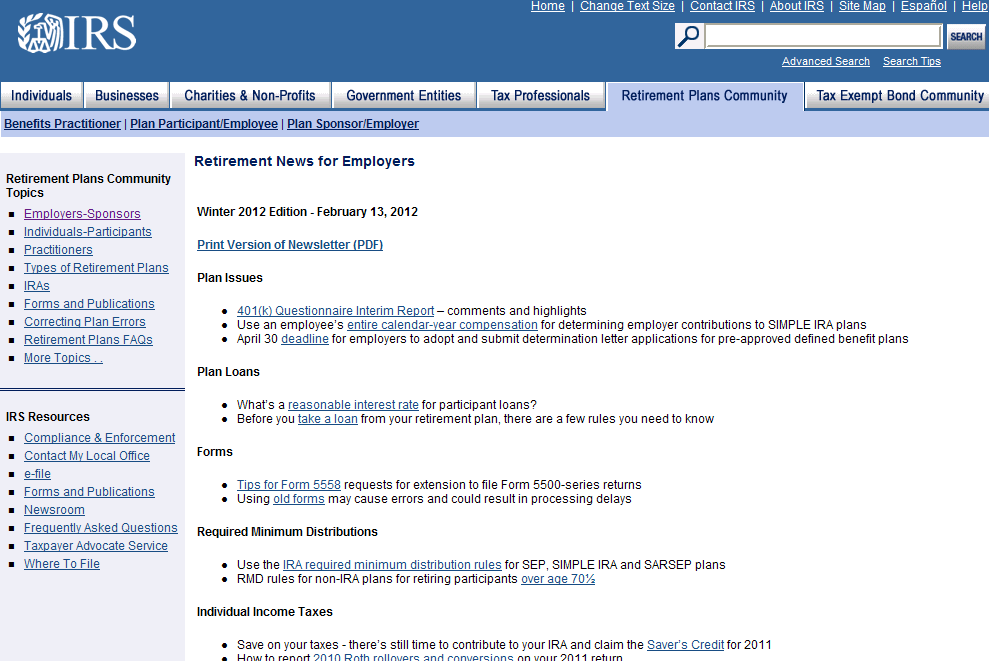 Home | Change Text Size | Contact IRS | About IRS | Site Map | Español | Help
IRS
SEARCH
Advanced Search Search Tips
Individuals Businesses Charities & Non-Profits Government Entities Tax Professionals Retirement Plans Community Tax Exempt Bond Community
Benefits Practitioner | Plan Participant/Employee | Plan Sponsor/Employer
Retirement Plans Community
Topics
Employers-Sponsors
Individuals-Participants
Practitioners
Types of Retirement Plans
IRAs
Forms and Publications
Correcting Plan Errors
Retirement Plans FAQs
More Topics . .
IRS Resources
Compliance & Enforcement
Contact My Local Office
e-file
Forms and Publications
Newsroom
Frequently Asked Questions
Taxpayer Advocate Service
Where To File
Retirement News for Employers
Winter 2012 Edition - February 13, 2012
Print Version of Newsletter (PDF)
Plan Issues
401(k) Questionnaire Interim Report – comments and highlights
Use an employee's entire calendar-year compensation for determining employer contributions to SIMPLE IRA plans
April 30 deadline for employers to adopt and submit determination letter applications for pre-approved defined benefit plans
Plan Loans
What's a reasonable interest rate for participant loans?
Before you take a loan from your retirement plan, there are a few rules you need to know
Forms
Tips for Form 5558 requests for extension to file Form 5500-series returns
Using old forms may cause errors and could result in processing delays
Required Minimum Distributions
Use the IRA required minimum distribution rules for SEP, SIMPLE IRA and SARSEP plans
RMD rules for non-IRA plans for retiring participants over age 70½
Individual Income Taxes
Save on your taxes - there's still time to contribute to your IRA and claim the Saver's Credit for 2011
How to report 2010 Roth rollovers and conversions on your 2011 return